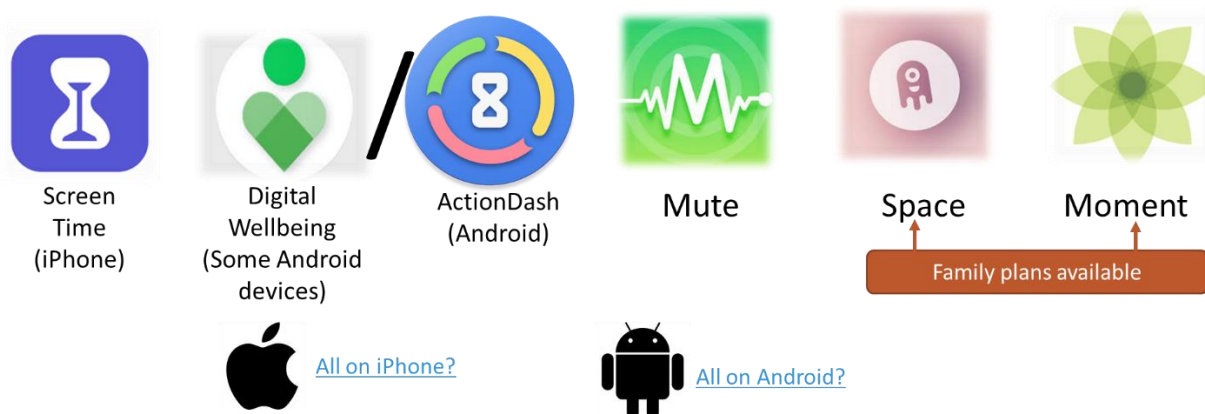 Screen
Time
(iPhone)
Digital
Wellbeing
(Some Android
devices)
/
ActionDash
(Android)
Mute
Space
Moment
Family plans available
All on iPhone?
All on Android?